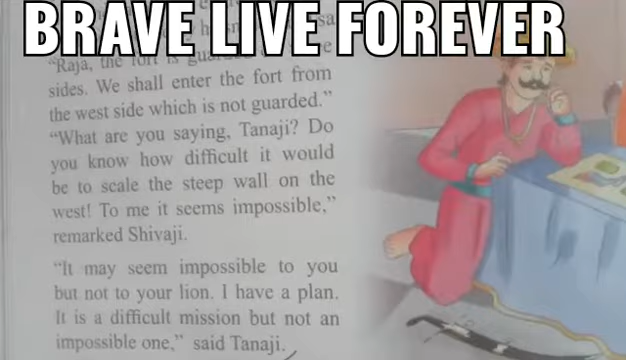 BRAVE LIVE FOREVER
"Raja, the fort is guarded
sides. We shall enter the fort from
the west side which is not guarded."
"What are you saying, Tanaji? Do
you know how difficult it would
be to scale the steep wall on the
west! To me it seems impossible,"
remarked Shivaji.
"It may seem impossible to you
but not to your lion. I have a plan.
It is a difficult mission but not an
impossible one," said Tanaji.